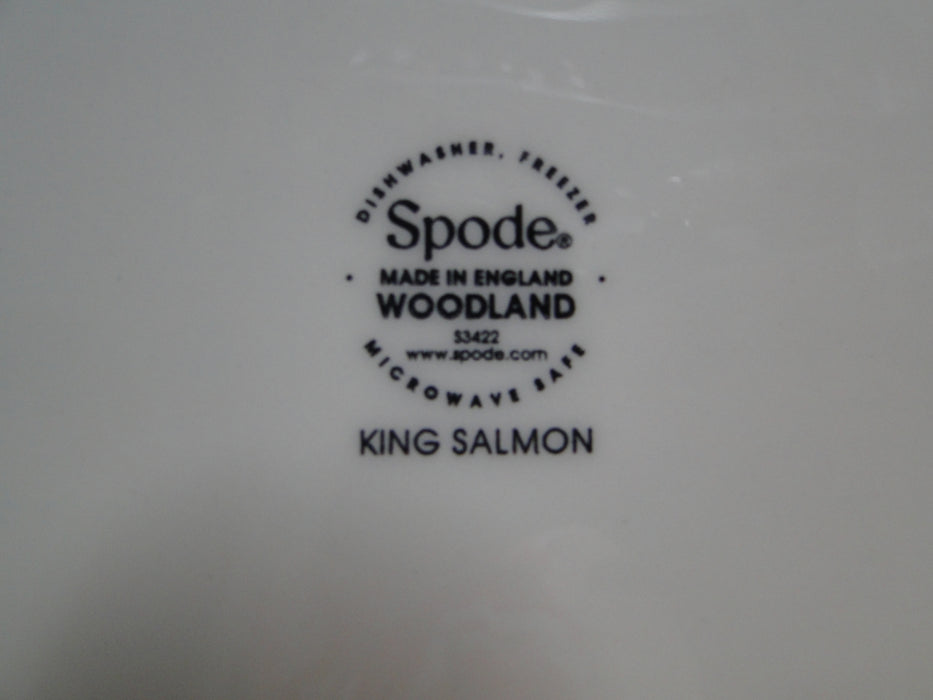 DISHWASHER, FREEZER
Spode®
• MADE IN ENGLAND •
WOODLAND
S3422
www.spode.com
MICROWAVE SAFE
KING SALMON